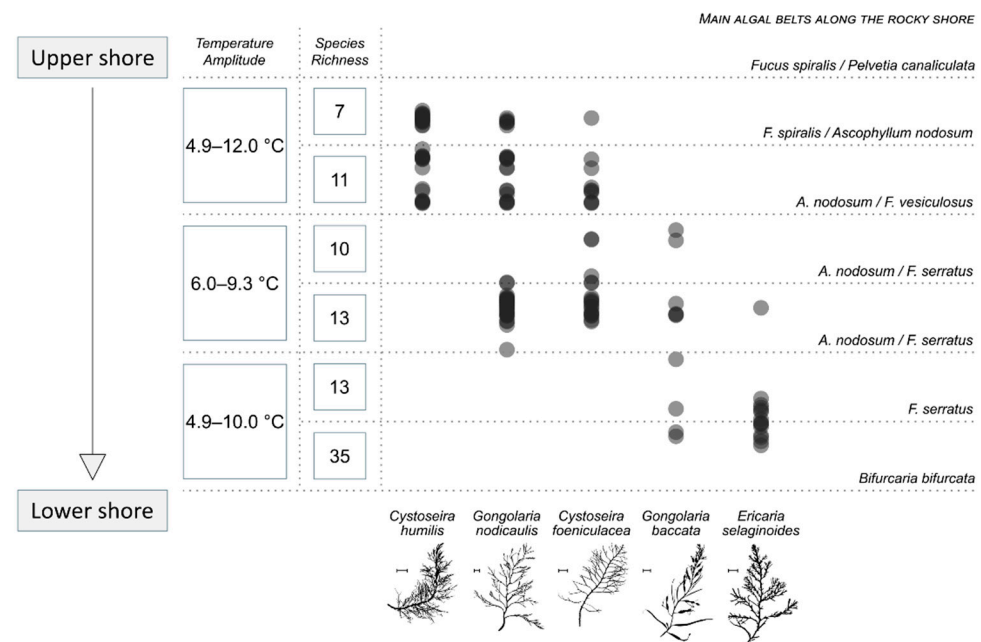 MAIN ALGAL BELTS ALONG THE ROCKY SHORE
Upper shore
Temperature
Amplitude
Species
Richness
Fucus spiralis / Pelvetia canaliculata
4.9–12.0 °C
7
F. spiralis / Ascophyllum nodosum
11
A. nodosum / F. vesiculosus
6.0–9.3 °C
10
A. nodosum / F. serratus
13
A. nodosum / F. serratus
4.9–10.0 °C
13
F. serratus
35
Bifurcaria bifurcata
Lower shore
Cystoseira
humilis
Gongolaria
nodicaulis
Cystoseira
foeniculacea
Gongolaria
baccata
Ericaria
selaginoides